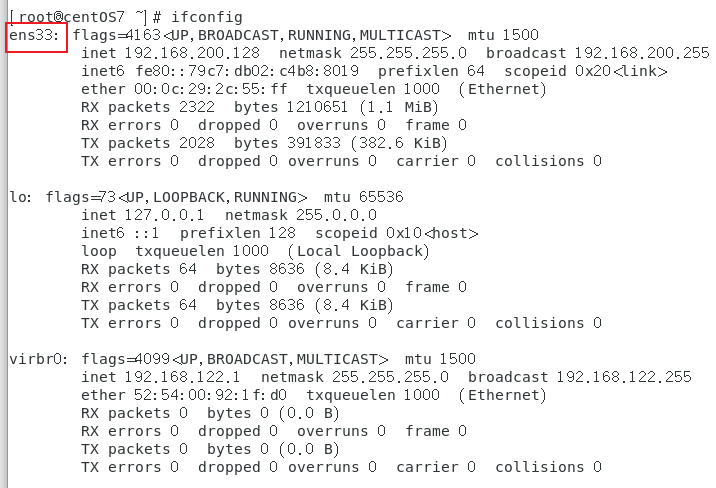 [root@centOS7 ~]# ifconfig
ens33: flags=4163<UP,BROADCAST,RUNNING,MULTICAST>  mtu 1500
        inet 192.168.200.128  netmask 255.255.255.0  broadcast 192.168.200.255
        inet6 fe80::79c7:db02:c4b8:8019  prefixlen 64  scopeid 0x20<link>
        ether 00:0c:29:2c:55:ff  txqueuelen 1000  (Ethernet)
        RX packets 2322  bytes 1210651 (1.1 MiB)
        RX errors 0  dropped 0  overruns 0  frame 0
        TX packets 2028  bytes 391833 (382.6 KiB)
        TX errors 0  dropped 0 overruns 0  carrier 0  collisions 0
lo: flags=73<UP,LOOPBACK,RUNNING>  mtu 65536
        inet 127.0.0.1  netmask 255.0.0.0
        inet6 ::1  prefixlen 128  scopeid 0x10<host>
        loop  txqueuelen 1000  (Local Loopback)
        RX packets 64  bytes 8636 (8.4 KiB)
        RX errors 0  dropped 0  overruns 0  frame 0
        TX packets 64  bytes 8636 (8.4 KiB)
        TX errors 0  dropped 0 overruns 0  carrier 0  collisions 0
virbr0: flags=4099<UP,BROADCAST,MULTICAST>  mtu 1500
        inet 192.168.122.1  netmask 255.255.255.0  broadcast 192.168.122.255
        ether 52:54:00:92:1f:d0  txqueuelen 1000  (Ethernet)
        RX packets 0  bytes 0 (0.0 B)
        RX errors 0  dropped 0  overruns 0  frame 0
        TX packets 0  bytes 0 (0.0 B)
        TX errors 0  dropped 0 overruns 0  carrier 0  collisions 0